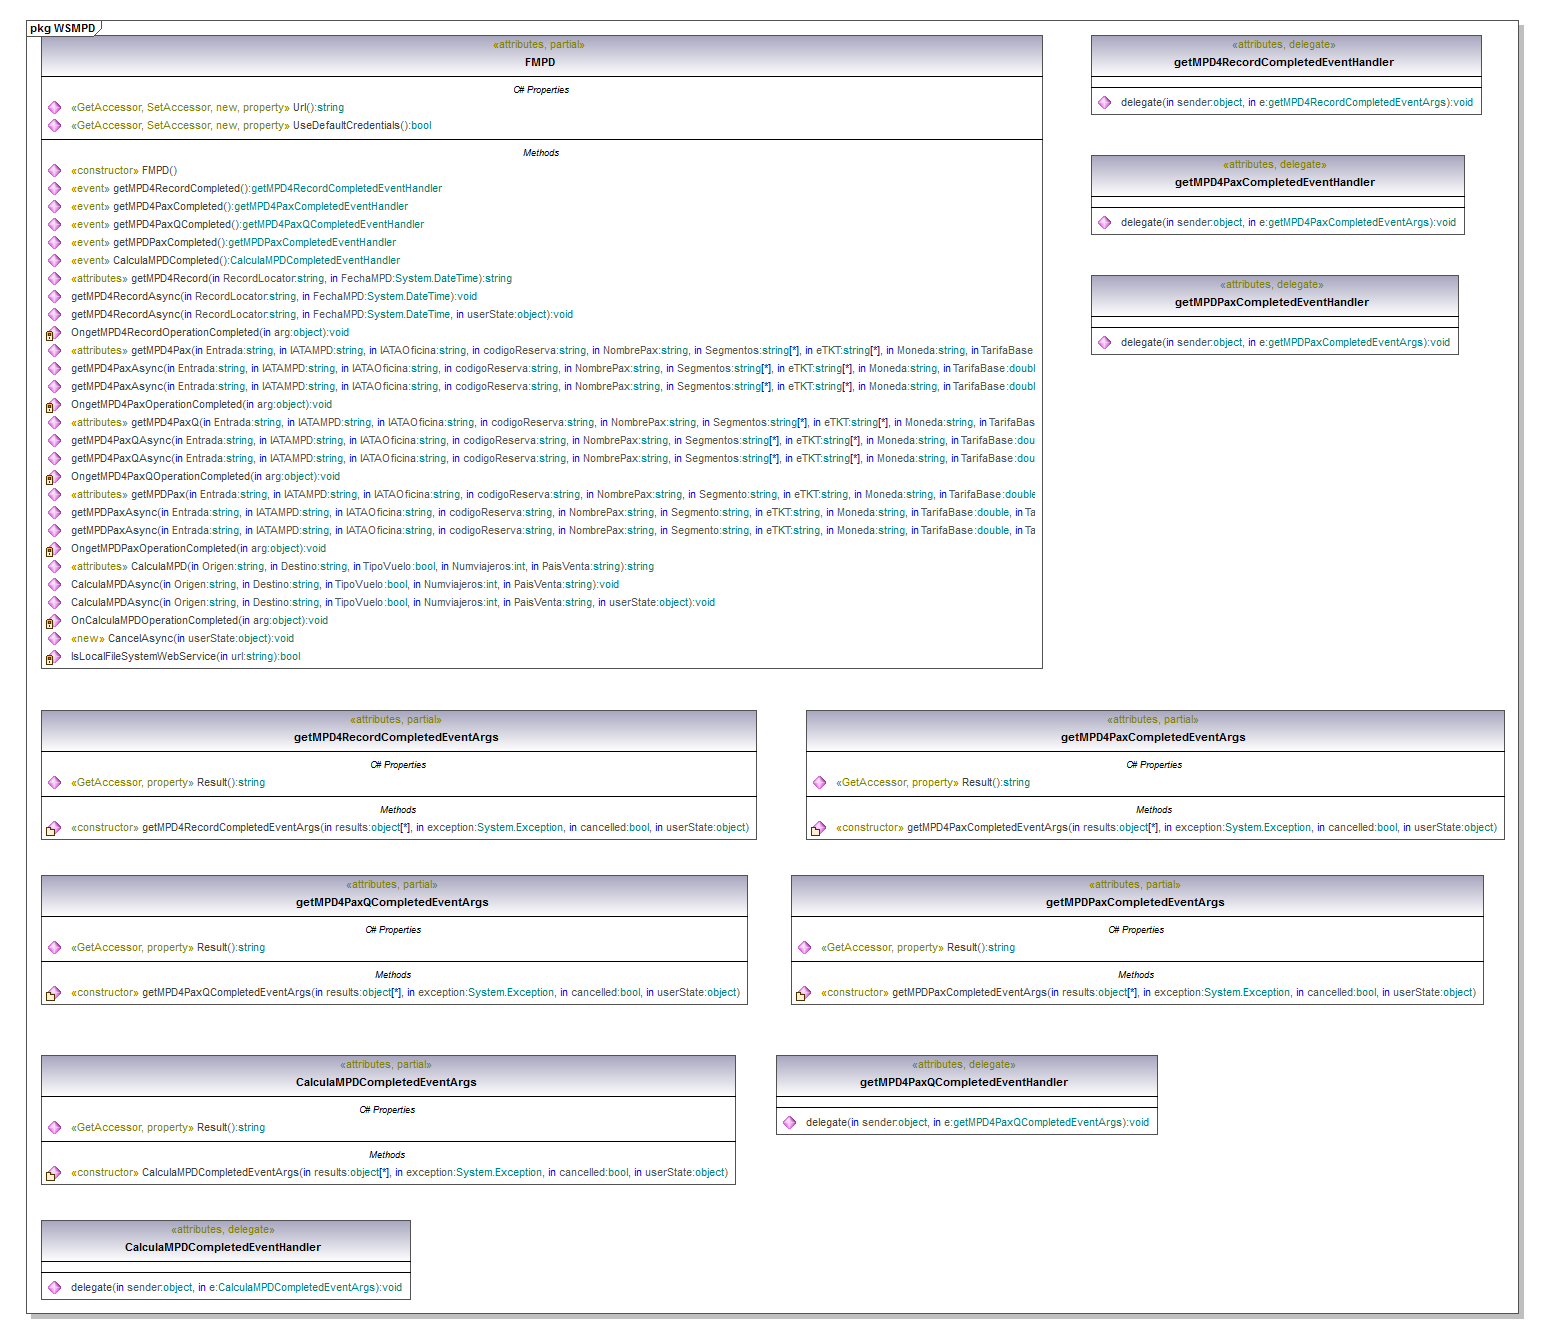 pkg WSMPD
«attributes, partial»
FMPD
C# Properties
«GetAccessor, SetAccessor, new, property» Url():string
«GetAccessor, SetAccessor, new, property» UseDefaultCredentials():bool
Methods
«constructor» FMPD()
«event» getMPD4RecordCompleted():getMPD4RecordCompletedEventHandler
«event» getMPD4PaxCompleted():getMPD4PaxCompletedEventHandler
«event» getMPD4PaxQCompleted():getMPD4PaxQCompletedEventHandler
«event» getMPDPaxCompleted():getMPDPaxCompletedEventHandler
«event» CalculaMPDCompleted():CalculaMPDCompletedEventHandler
«attributes» getMPD4Record(in RecordLocator:string, in FechaMPD:System.DateTime):string
getMPD4RecordAsync(in RecordLocator:string, in FechaMPD:System.DateTime):void
getMPD4RecordAsync(in RecordLocator:string, in FechaMPD:System.DateTime, in userState:object):void
OngetMPD4RecordOperationCompleted(in arg:object):void
«attributes» getMPD4Pax(in Entrada:string, in IATAMPD:string, in IATAOficina:string, in codigoReserva:string, in NombrePax:string, in Segmentos:string[*], in eTKT:string[*], in Moneda:string, in TarifaBase
getMPD4PaxAsync(in Entrada:string, in IATAMPD:string, in IATAOficina:string, in codigoReserva:string, in NombrePax:string, in Segmentos:string[*], in eTKT:string[*], in Moneda:string, in TarifaBase:doubl
getMPD4PaxAsync(in Entrada:string, in IATAMPD:string, in IATAOficina:string, in codigoReserva:string, in NombrePax:string, in Segmentos:string[*], in eTKT:string[*], in Moneda:string, in TarifaBase:doubl
OngetMPD4PaxOperationCompleted(in arg:object):void
«attributes» getMPD4PaxQ(in Entrada:string, in IATAMPD:string, in IATAOficina:string, in codigoReserva:string, in NombrePax:string, in Segmentos:string[*], in eTKT:string[*], in Moneda:string, in TarifaBas
getMPD4PaxQAsync(in Entrada:string, in IATAMPD:string, in IATAOficina:string, in codigoReserva:string, in NombrePax:string, in Segmentos:string[*], in eTKT:string[*], in Moneda:string, in TarifaBase:dou
getMPD4PaxQAsync(in Entrada:string, in IATAMPD:string, in IATAOficina:string, in codigoReserva:string, in NombrePax:string, in Segmentos:string[*], in eTKT:string[*], in Moneda:string, in TarifaBase:dou
OngetMPD4PaxQOperationCompleted(in arg:object):void
«attributes» getMPDPax(in Entrada:string, in IATAMPD:string, in IATAOficina:string, in codigoReserva:string, in NombrePax:string, in Segmento:string, in eTKT:string, in Moneda:string, in TarifaBase:double
getMPDPaxAsync(in Entrada:string, in IATAMPD:string, in IATAOficina:string, in codigoReserva:string, in NombrePax:string, in Segmento:string, in eTKT:string, in Moneda:string, in TarifaBase:double, in Ta
getMPDPaxAsync(in Entrada:string, in IATAMPD:string, in IATAOficina:string, in codigoReserva:string, in NombrePax:string, in Segmento:string, in eTKT:string, in Moneda:string, in TarifaBase:double, in Ta
OngetMPDPaxOperationCompleted(in arg:object):void
«attributes» CalculaMPD(in Origen:string, in Destino:string, in TipoVuelo:bool, in Numviajeros:int, in PaisVenta:string):string
CalculaMPDAsync(in Origen:string, in Destino:string, in TipoVuelo:bool, in Numviajeros:int, in PaisVenta:string):void
CalculaMPDAsync(in Origen:string, in Destino:string, in TipoVuelo:bool, in Numviajeros:int, in PaisVenta:string, in userState:object):void
OnCalculaMPDOperationCompleted(in arg:object):void
«new» CancelAsync(in userState:object):void
IsLocalFileSystemWebService(in url:string):bool
«attributes, delegate»
getMPD4RecordCompletedEventHandler
delegate(in sender:object, in e:getMPD4RecordCompletedEventArgs):void
«attributes, delegate»
getMPD4PaxCompletedEventHandler
delegate(in sender:object, in e:getMPD4PaxCompletedEventArgs):void
«attributes, delegate»
getMPDPaxCompletedEventHandler
delegate(in sender:object, in e:getMPDPaxCompletedEventArgs):void
«attributes, partial»
getMPD4RecordCompletedEventArgs
C# Properties
«GetAccessor, property» Result():string
Methods
«constructor» getMPD4RecordCompletedEventArgs(in results:object[*], in exception:System.Exception, in cancelled:bool, in userState:object)
«attributes, partial»
getMPD4PaxCompletedEventArgs
C# Properties
«GetAccessor, property» Result():string
Methods
«constructor» getMPD4PaxCompletedEventArgs(in results:object[*], in exception:System.Exception, in cancelled:bool, in userState:object)
«attributes, partial»
getMPD4PaxQCompletedEventArgs
C# Properties
«GetAccessor, property» Result():string
Methods
«constructor» getMPD4PaxQCompletedEventArgs(in results:object[*], in exception:System.Exception, in cancelled:bool, in userState:object)
«attributes, partial»
getMPDPaxCompletedEventArgs
C# Properties
«GetAccessor, property» Result():string
Methods
«constructor» getMPDPaxCompletedEventArgs(in results:object[*], in exception:System.Exception, in cancelled:bool, in userState:object)
«attributes, partial»
CalculaMPDCompletedEventArgs
C# Properties
«GetAccessor, property» Result():string
Methods
«constructor» CalculaMPDCompletedEventArgs(in results:object[*], in exception:System.Exception, in cancelled:bool, in userState:object)
«attributes, delegate»
getMPD4PaxQCompletedEventHandler
delegate(in sender:object, in e:getMPD4PaxQCompletedEventArgs):void
«attributes, delegate»
CalculaMPDCompletedEventHandler
delegate(in sender:object, in e:CalculaMPDCompletedEventArgs):void